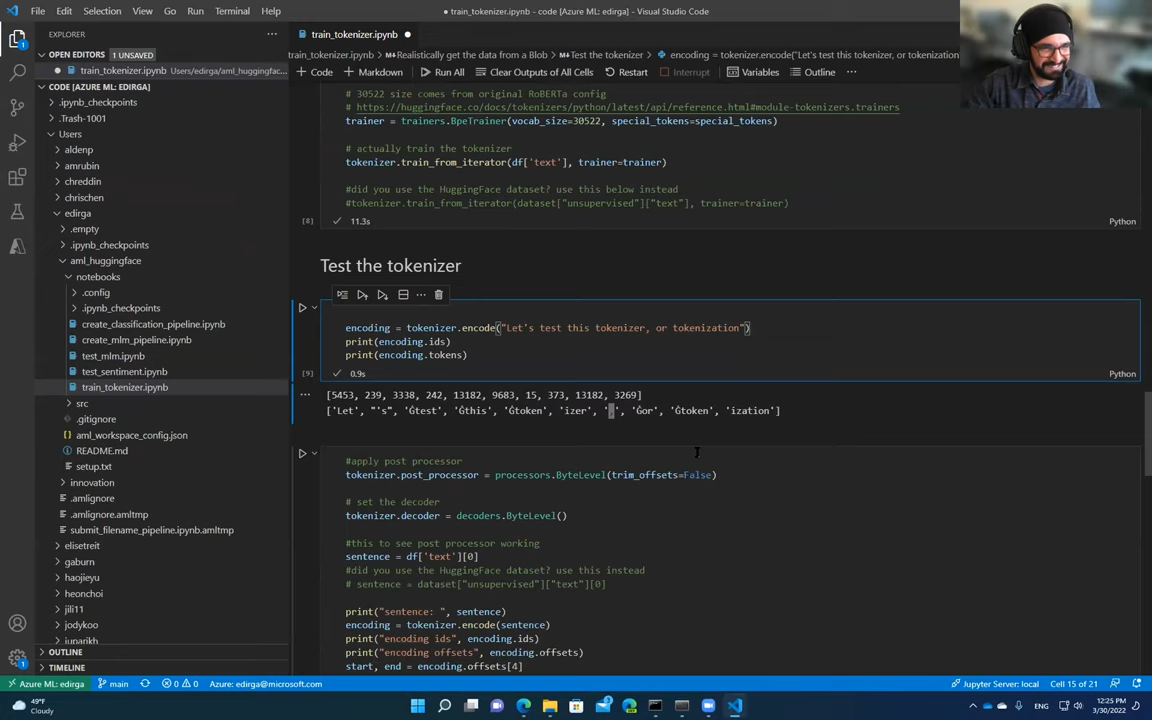 File Edit Selection View Go Run Terminal Help
● train_tokenizer.ipynb - code [Azure ML: edirga] - Visual Studio Code
EXPLORER
OPEN EDITORS 1 UNSAVED
● train_tokenizer.ipynb Users/edirga/aml_huggingfac...
CODE [AZURE ML: EDIRGA]
.ipynb_checkpoints
.Trash-1001
Users
aldenp
amrubin
chreddin
chrischen
edirga
.empty
.ipynb_checkpoints
aml_huggingface
notebooks
.config
.ipynb_checkpoints
create_classification_pipeline.ipynb
create_mlm_pipeline.ipynb
test_mlm.ipynb
test_sentiment.ipynb
train_tokenizer.ipynb
src
.gitignore
aml_workspace_config.json
README.md
setup.txt
innovation
.amlignore
.amlignore.amltmp
submit_filename_pipeline.ipynb.amltmp
elisetreit
gaburn
haojieyu
heonchoi
jili11
jodykoo
juparikh
OUTLINE
TIMELINE
train_tokenizer.ipynb ●
train_tokenizer.ipynb > Realistically get the data from a Blob > Test the tokenizer > encoding = tokenizer.encode("Let's test this tokenizer, or tokenization
+ Code + Markdown Run All Clear Outputs of All Cells Restart Interrupt Variables Outline ...
# 30522 size comes from original RoBERTa config
# https://huggingface.co/docs/tokenizers/python/latest/api/reference.html#module-tokenizers.trainers
trainer = trainers.BpeTrainer(vocab_size=30522, special_tokens=special_tokens)
# actually train the tokenizer
tokenizer.train_from_iterator(df['text'], trainer=trainer)
#did you use the HuggingFace dataset? use this below instead
#tokenizer.train_from_iterator(dataset["unsupervised"]["text"], trainer=trainer)
[8] 11.3s Python
Test the tokenizer
encoding = tokenizer.encode("Let's test this tokenizer, or tokenization")
print(encoding.ids)
print(encoding.tokens)
[9] 0.9s Python
[5453, 239, 3338, 242, 13182, 9683, 15, 373, 13182, 3269]
['Let', "'s", 'Ġtest', 'Ġthis', 'Ġtoken', 'izer', ',', 'Ġor', 'Ġtoken', 'ization']
#apply post processor
tokenizer.post_processor = processors.ByteLevel(trim_offsets=False)
# set the decoder
tokenizer.decoder = decoders.ByteLevel()
#this to see post processor working
sentence = df['text'][0]
#did you use the HuggingFace dataset? use this instead
# sentence = dataset["unsupervised"]["text"][0]
print("sentence: ", sentence)
encoding = tokenizer.encode(sentence)
print("encoding ids", encoding.ids)
print("encoding offsets", encoding.offsets)
start, end = encoding.offsets[4]
Azure ML: edirga main 0 0 Azure: edirga@microsoft.com Jupyter Server: local Cell 15 of 21
49°F
Cloudy
ENG
12:25 PM
3/30/2022